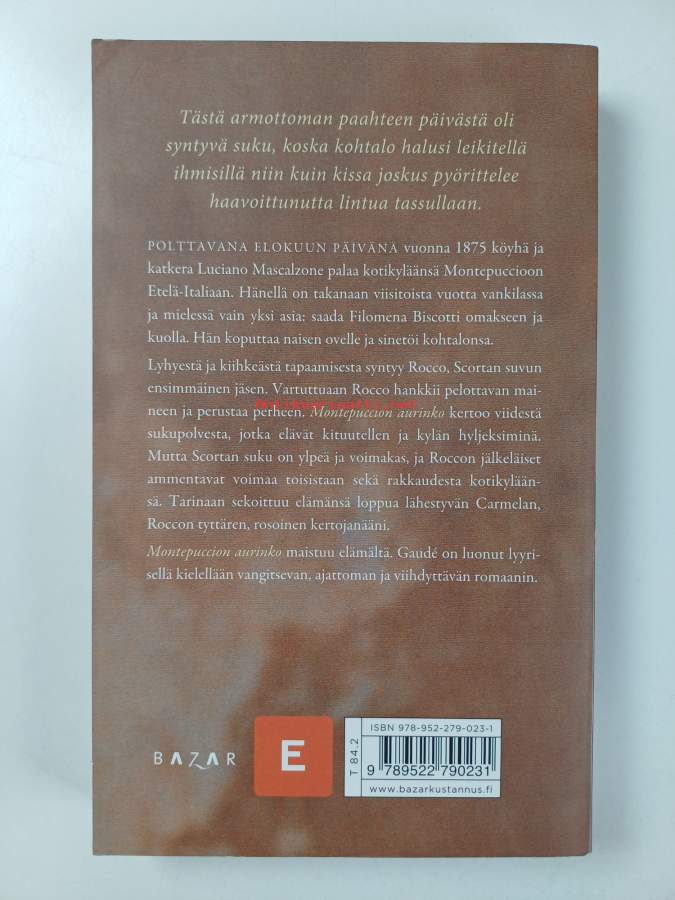 Tästä armottoman paahteen päivästä oli
syntyvä suku, koska kohtalo halusi leikitellä
ihmisillä niin kuin kissa joskus pyörittelee
haavoittunutta lintua tassullaan.
POLTTAVANA ELOKUUN PÄIVÄNÄ vuonna 1875 köyhä ja
katkera Luciano Mascalzone palaa kotikyläänsä Montepuccioon
Etelä-Italiaan. Hänellä on takanaan viisitoista vuotta vankilassa
ja mielessä vain yksi asia: saada Filomena Biscotti omakseen ja
kuolla. Hän koputtaa naisen ovelle ja sinetöi kohtalonsa.
Lyhyestä ja kiihkeästä tapaamisesta syntyy Rocco, Scortan suvun
ensimmäinen jäsen. Vartuttuaan Rocco hankkii pelottavan mai-
neen ja perustaa perheen. Montepuccion aurinko kertoo viidestä
sukupolvesta, jotka elävät kituutellen ja kylän hyljeksiminä.
Mutta Scortan suku on ylpeä ja voimakas, ja Roccon jälkeläiset
ammentavat voimaa toisistaan sekä rakkaudesta kotikylään-
sä. Tarinaan sekoittuu elämänsä loppua lähestyvän Carmelan,
Roccon tyttären, rosoinen kertojanääni.
Montepuccion aurinko maistuu elämältä. Gaudé on luonut lyyri-
sellä kielellään vangitsevan, ajattoman ja viihdyttävän romaanin.
BAZAR
E
T 84.2
ISBN 978-952-279-023-1
9 789522 790231
www.bazarkustannus.fi